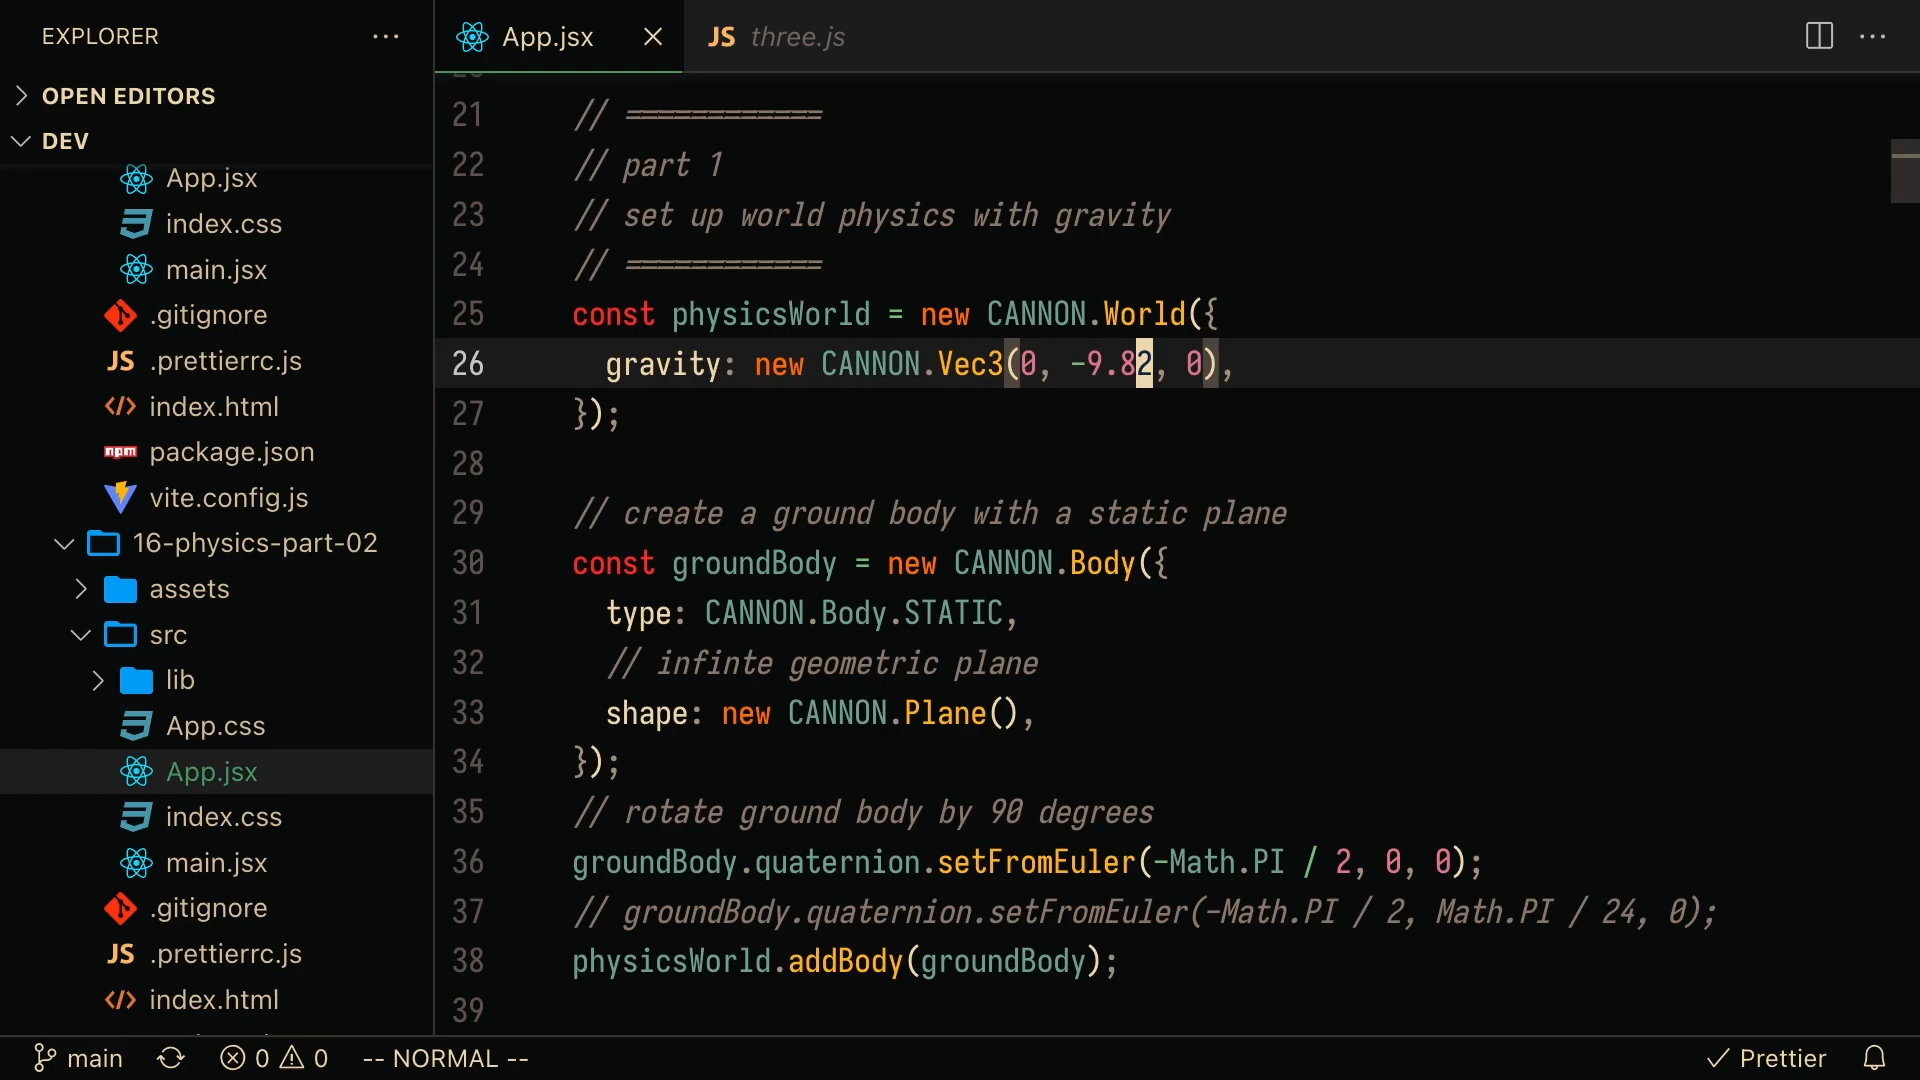 EXPLORER
OPEN EDITORS
DEV
App.jsx
index.css
main.jsx
.gitignore
JS .prettierrc.js
</> index.html
npm package.json
vite.config.js
16-physics-part-02
assets
src
lib
App.css
App.jsx
index.css
main.jsx
.gitignore
JS .prettierrc.js
</> index.html
App.jsx
JS three.js
21 // ============
22 // part 1
23 // set up world physics with gravity
24 // ============
25 const physicsWorld = new CANNON.World({
26 gravity: new CANNON.Vec3(0, -9.82, 0),
27 });
28
29 // create a ground body with a static plane
30 const groundBody = new CANNON.Body({
31 type: CANNON.Body.STATIC,
32 // infinte geometric plane
33 shape: new CANNON.Plane(),
34 });
35 // rotate ground body by 90 degrees
36 groundBody.quaternion.setFromEuler(-Math.PI / 2, 0, 0);
37 // groundBody.quaternion.setFromEuler(-Math.PI / 2, Math.PI / 24, 0);
38 physicsWorld.addBody(groundBody);
39
main 0 0 -- NORMAL -- Prettier